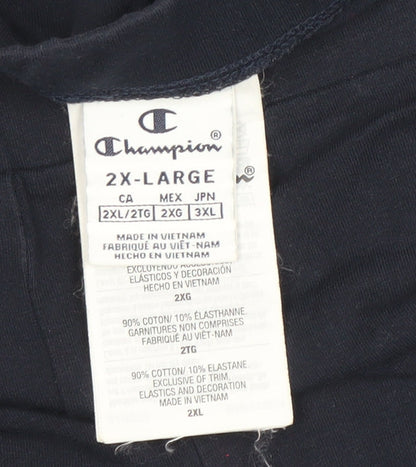 Champion®
2X-LARGE
CA MEX JPN
2XL/2TG 2XG 3XL
MADE IN VIETNAM
FABRIQUÉ AU VIÊT-NAM
HECHO EN VIETNAM
n®
EXCLUYENDO
ELÁSTICOS Y DECORACIÓN
HECHO EN VIETNAM
2XG
90% COTON/ 10% ÉLASTHANNE.
GARNITURES NON COMPRISES
FABRIQUÉ AU VIÊT-NAM
2TG
90% COTTON/ 10% ELASTANE.
EXCLUSIVE OF TRIM,
ELASTICS AND DECORATION
MADE IN VIETNAM
2XL